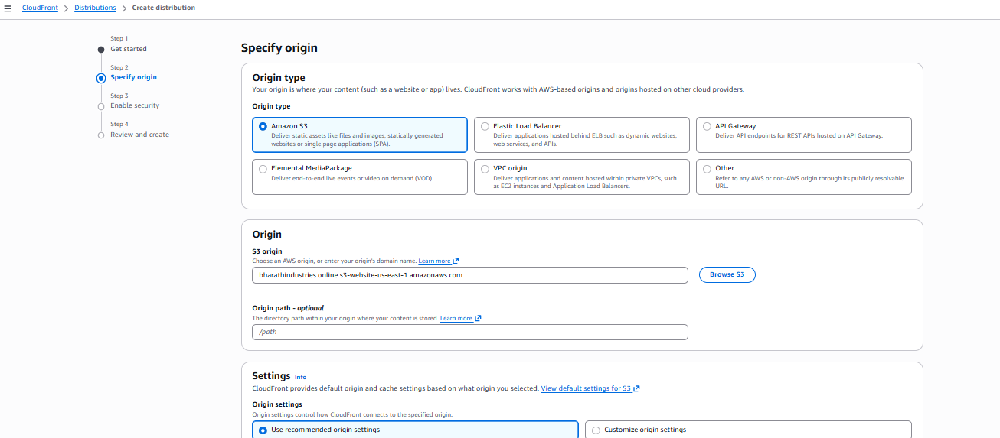 CloudFront > Distributions > Create distribution
Step 1
Get started
Step 2
Specify origin
Step 3
Enable security
Step 4
Review and create
Specify origin
Origin type
Your origin is where your content (such as a website or app) lives. CloudFront works with AWS-based origins and origins hosted on other cloud providers.
Origin type
Amazon S3
Deliver static assets like files and images, statically generated
websites or single page applications (SPA).
Elastic Load Balancer
Deliver applications hosted behind ELB such as dynamic websites,
web services, and APIs.
API Gateway
Deliver API endpoints for REST APIs hosted on API Gateway.
Elemental MediaPackage
Deliver end-to-end live events or video on demand (VOD).
VPC origin
Deliver applications and content hosted within private VPCs, such
as EC2 instances and Application Load Balancers.
Other
Refer to any AWS or non-AWS origin through its publicly resolvable
URL.
Origin
S3 origin
Choose an AWS origin, or enter your origin's domain name. Learn more
bharathindustries.online.s3-website-us-east-1.amazonaws.com
Browse S3
Origin path - optional
The directory path within your origin where your content is stored. Learn more
/path
Settings Info
CloudFront provides default origin and cache settings based on what origin you selected. View default settings for S3
Origin settings
Origin settings control how CloudFront connects to the specified origin.
Use recommended origin settings
Customize origin settings